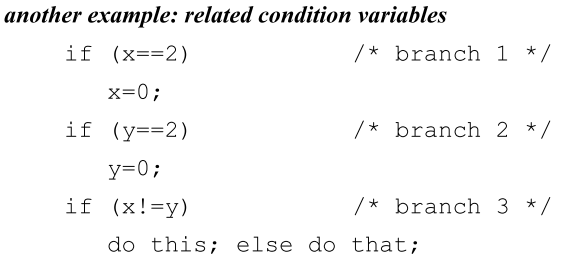 another example: related condition variables
if (x==2) /* branch 1 */
x=0;
if (y==2) /* branch 2 */
y=0;
if (x!=y) /* branch 3 */
do this; else do that;